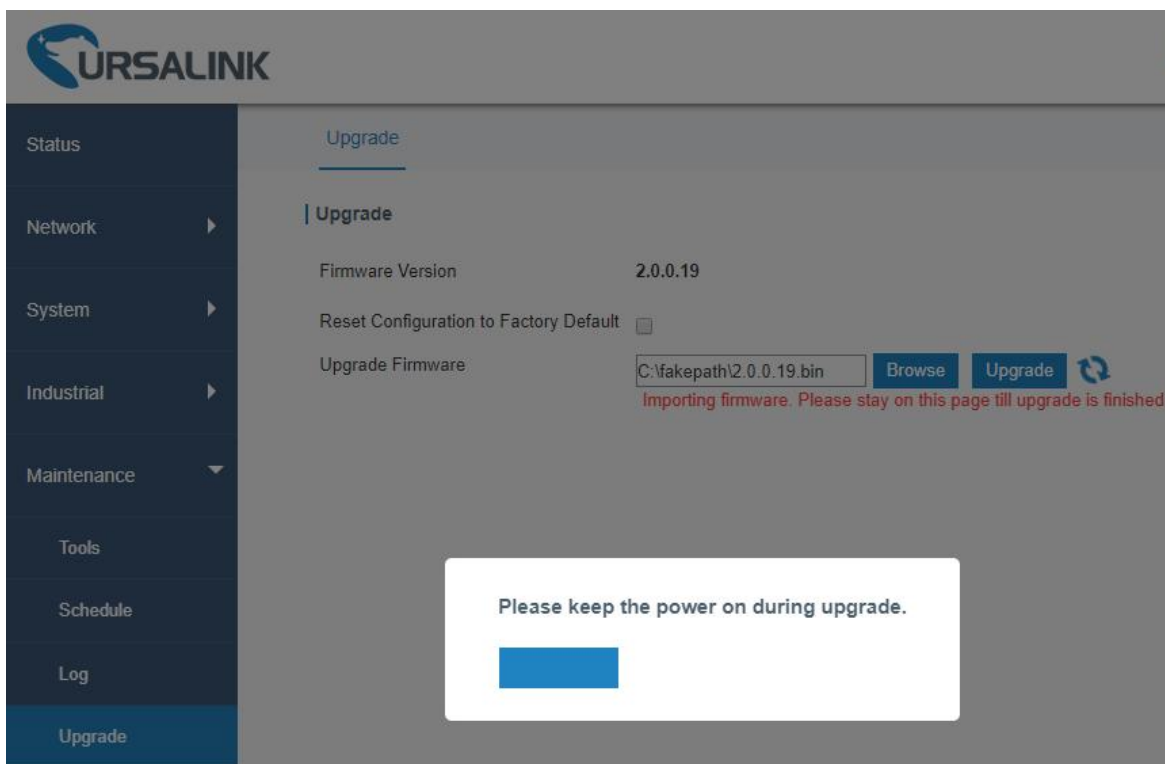 URSALINK
Status
Network
System
Industrial
Maintenance
Tools
Schedule
Log
Upgrade
Upgrade
Upgrade
Firmware Version 2.0.0.19
Reset Configuration to Factory Default
Upgrade Firmware C:\fakepath\2.0.0.19.bin Browse Upgrade
Importing firmware. Please stay on this page till upgrade is finished
Please keep the power on during upgrade.